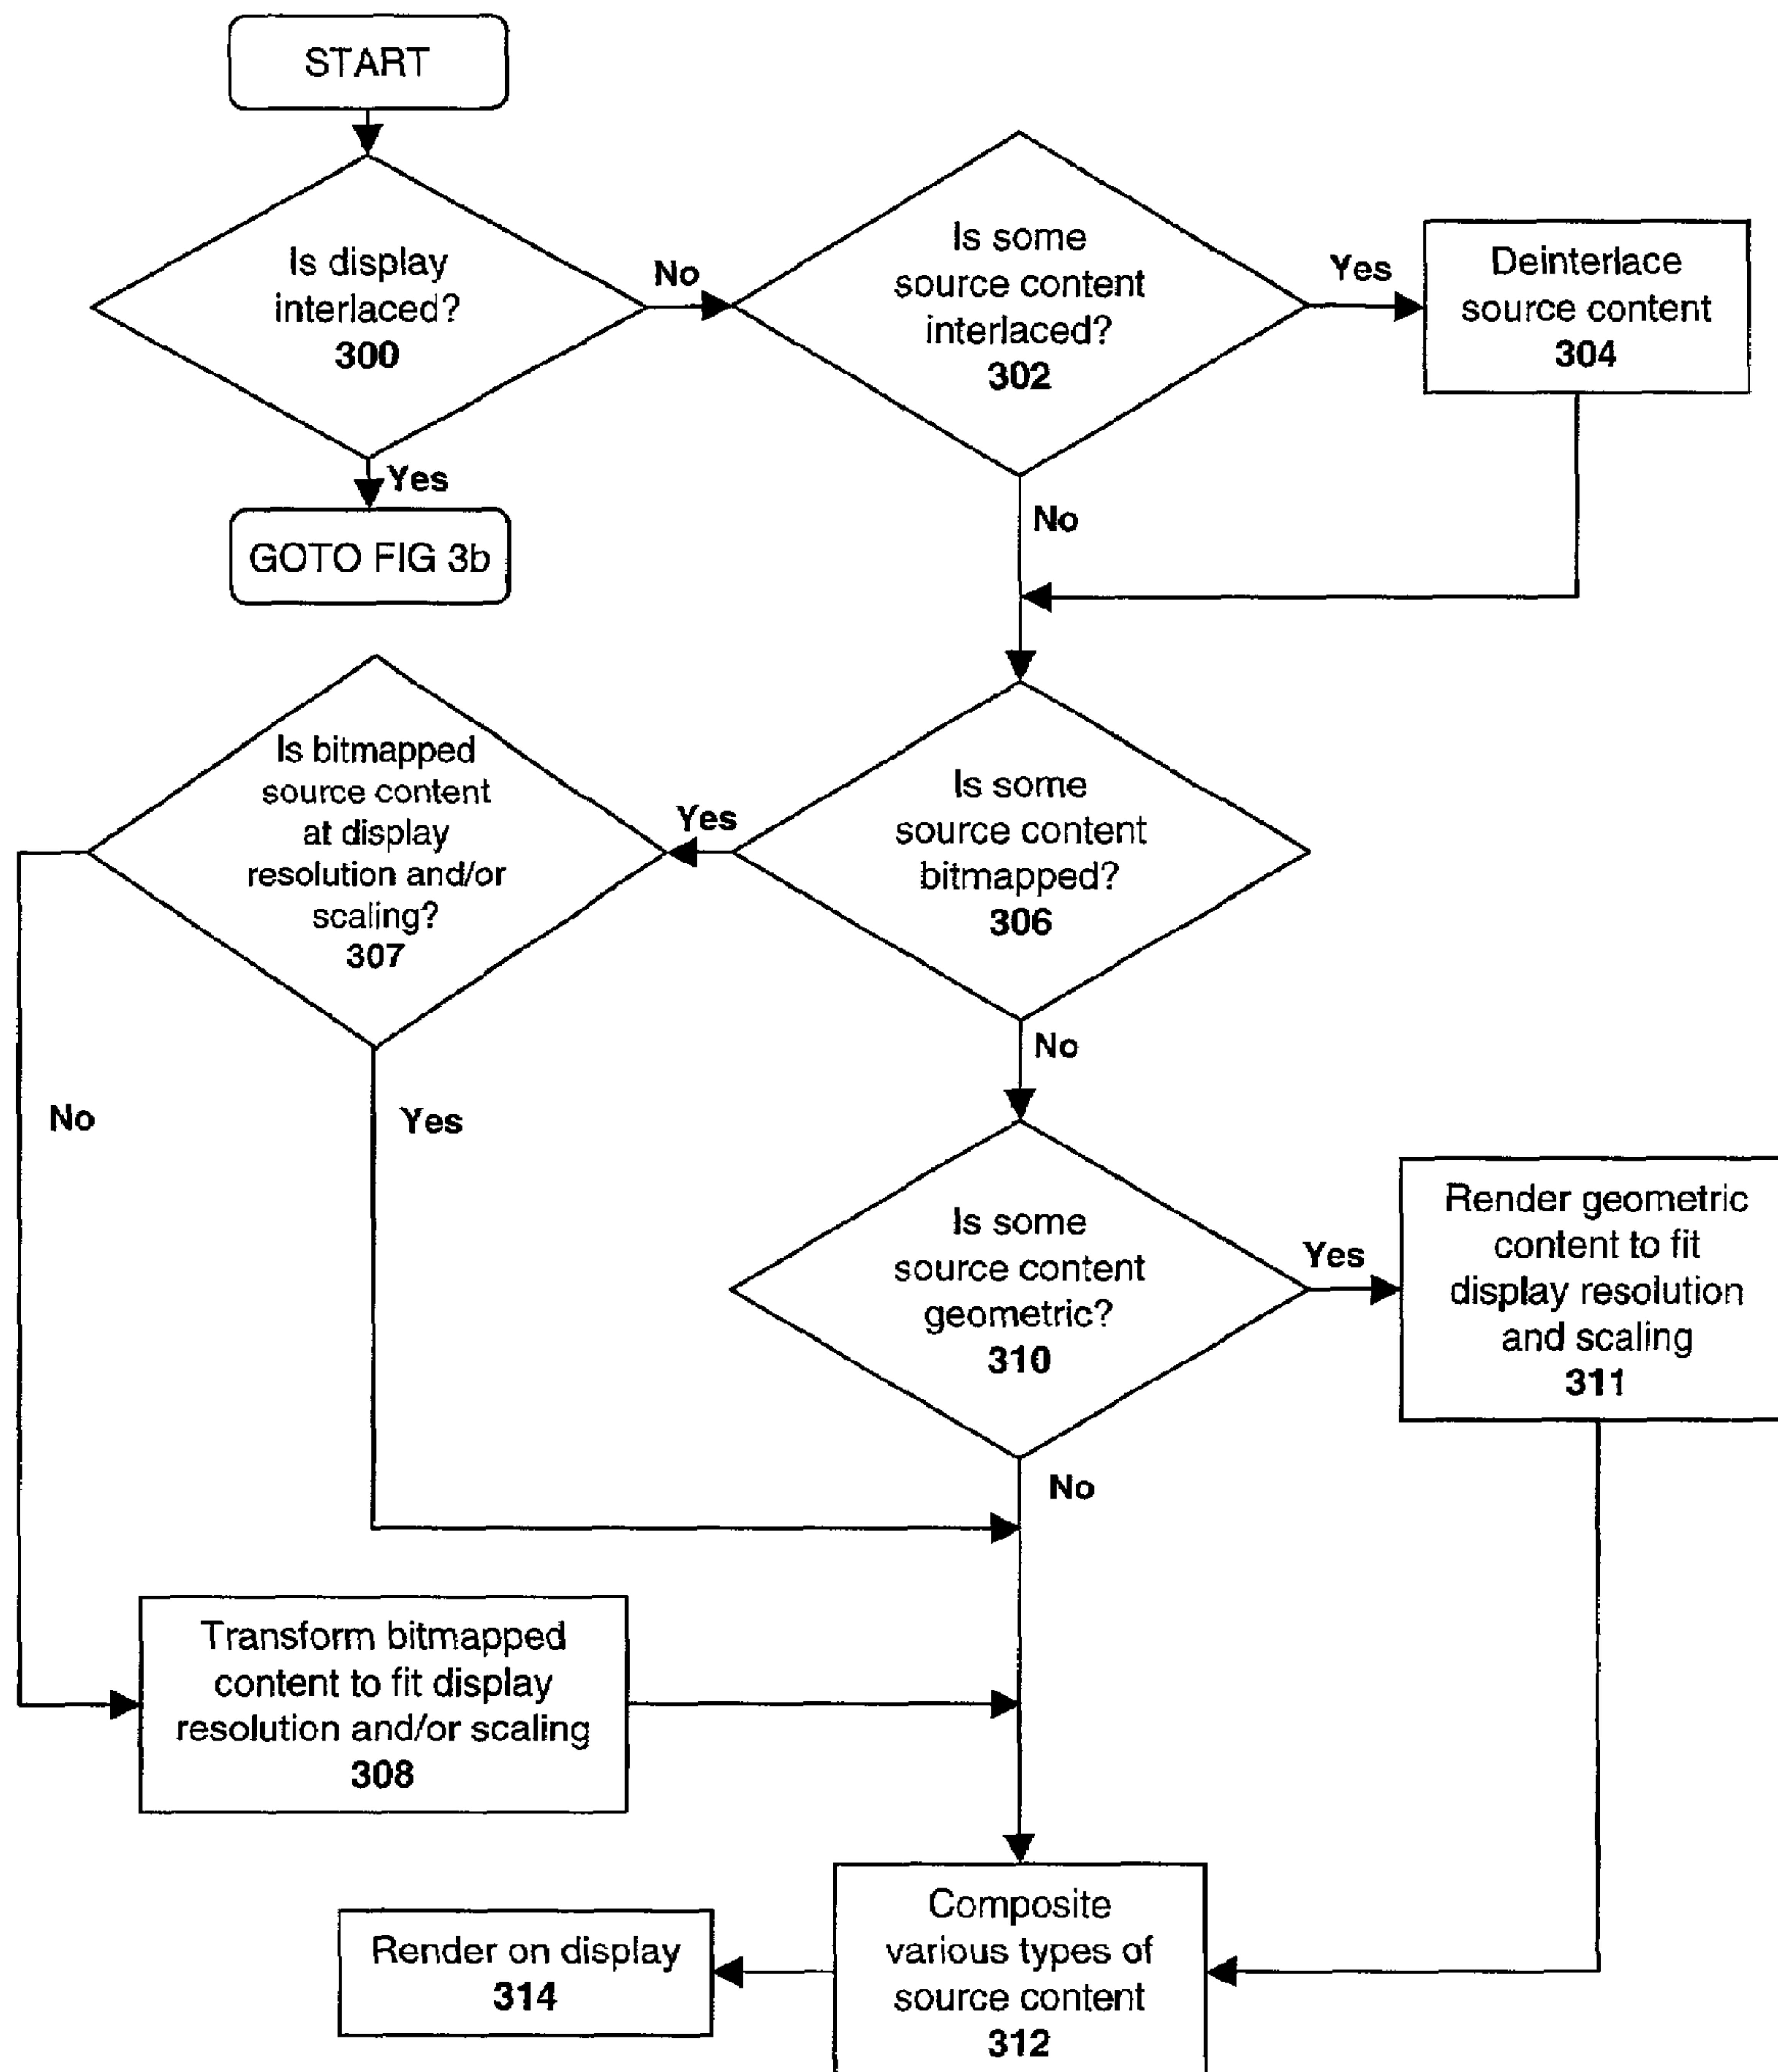 START
Is display
interlaced?
300
No
Is some
source content
interlaced?
302
Yes
Deinterlace
source content
304
Yes
GOTO FIG 3b
No
Is bitmapped
source content
at display
resolution and/or
scaling?
307
Yes
Is some
source content
bitmapped?
306
No
No
Yes
Is some
source content
geometric?
310
Yes
Render geometric
content to fit
display resolution
and scaling
311
No
Transform bitmapped
content to fit display
resolution and/or scaling
308
Render on display
314
Composite
various types of
source content
312